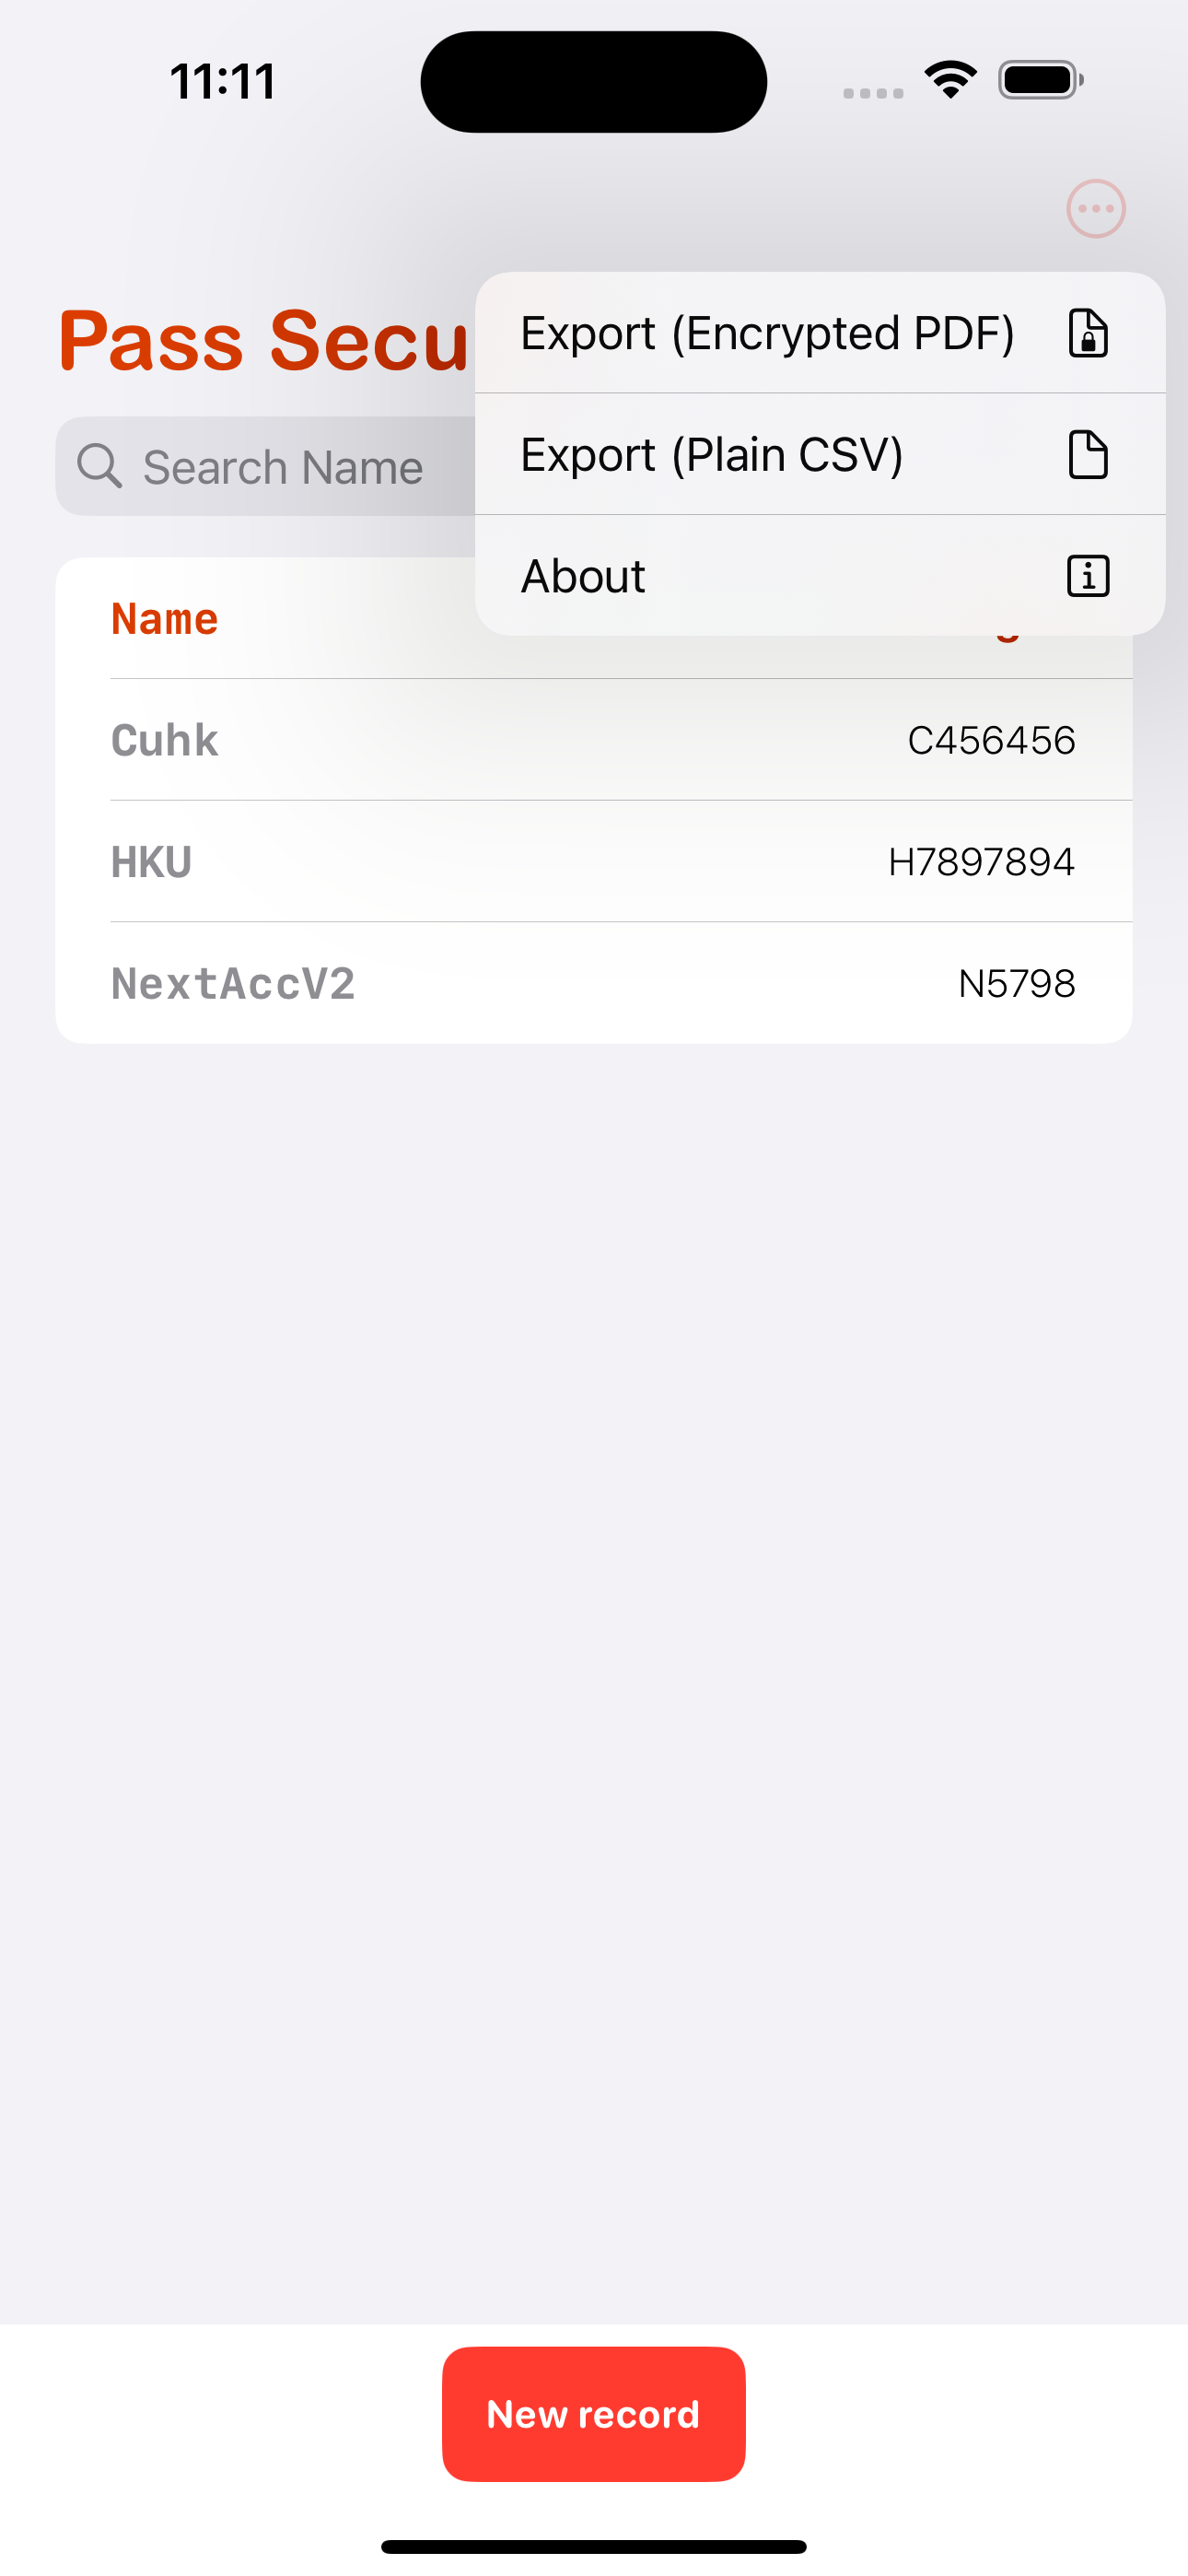 11:11
Export (Encrypted PDF)
Pass Secu
Export (Plain CSV)
Search Name
About
Name
Cuhk C456456
HKU H7897894
NextAccV2 N5798
New record